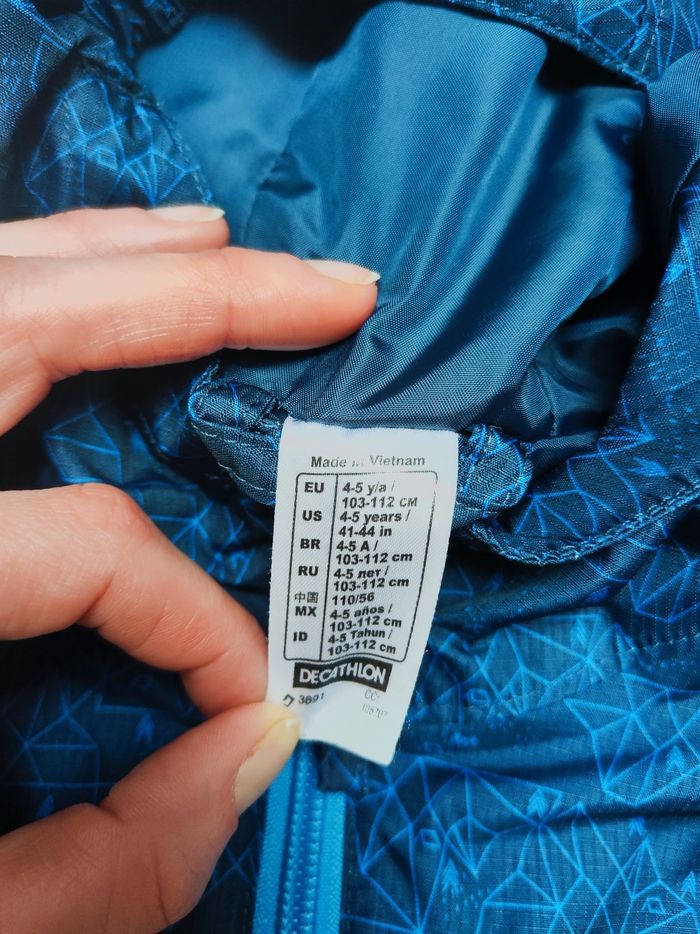 Made in Vietnam
EU 4-5 y/a /
103-112 CM
US 4-5 years /
41-44 in
BR 4-5 A /
103-112 cm
RU 4-5 лет /
103-112 cm
中国 110/56
MX 4-5 años /
103-112 cm
ID 4-5 Tahun /
103-112 cm
DECATHLON
3691 CC: